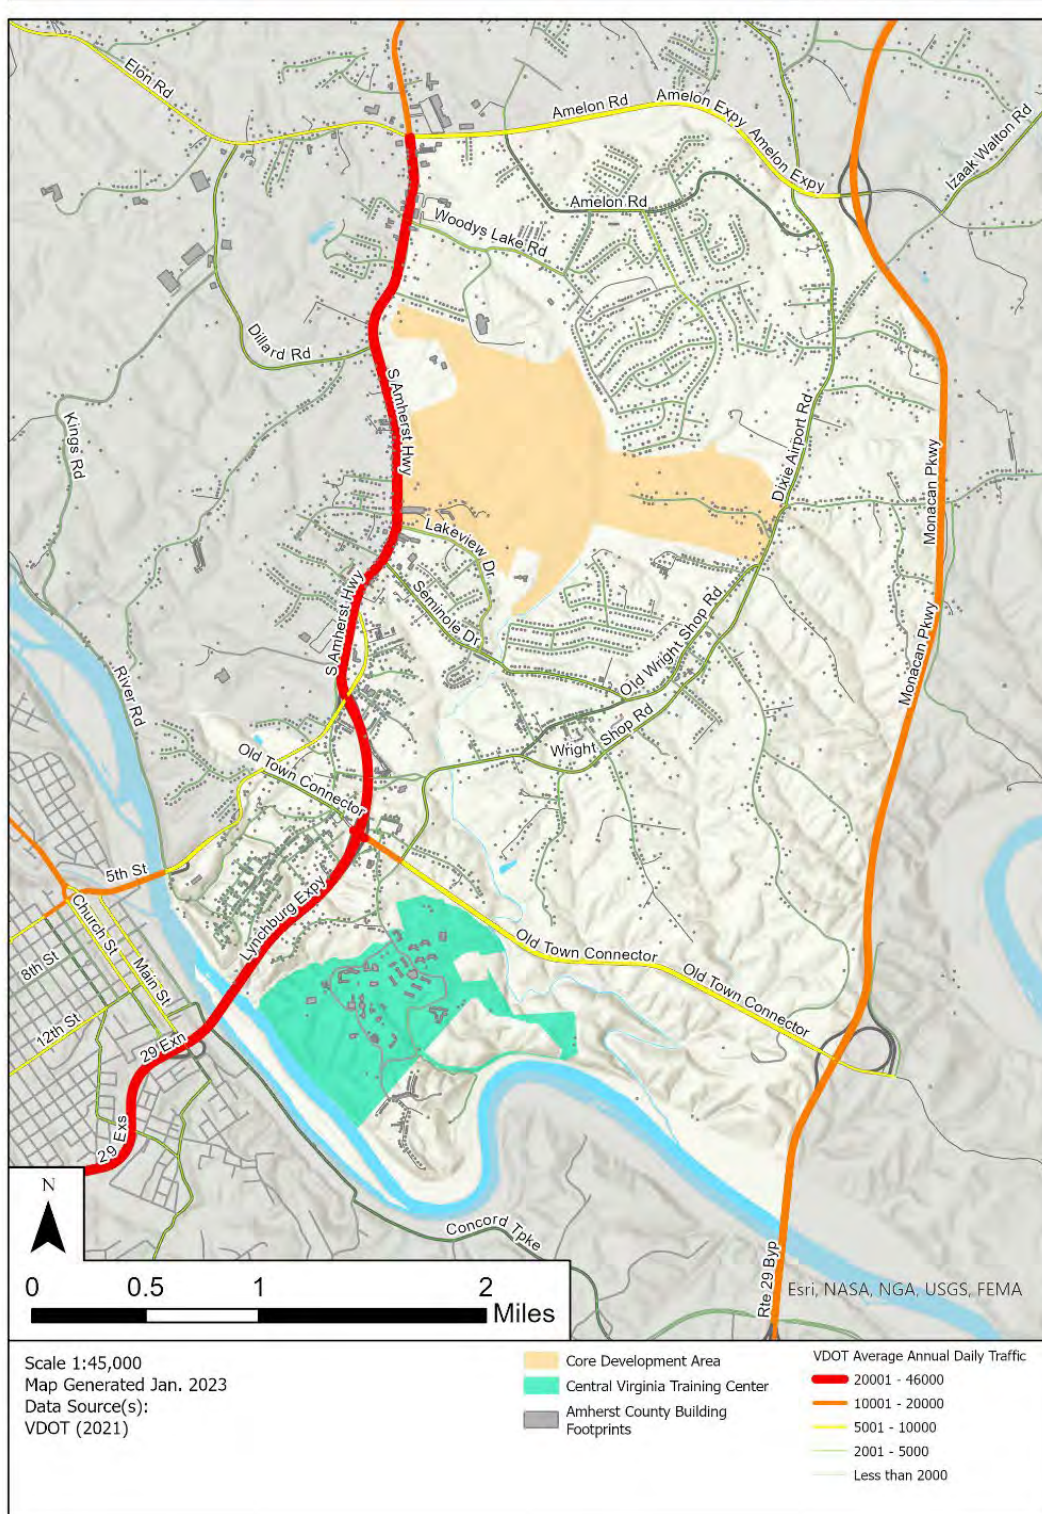 Elon Rd
Amelon Rd
Amelon Expy
Amelon Expy
Izaak Walton Rd
Amelon Rd
Woodys Lake Rd
Dillard Rd
S Amherst Hwy
Kings Rd
Dixie Airport Rd
Monacan Pkwy
Lakeview Dr
Seminole Dr
S Amherst Hwy
Old Wright Shop Rd
Monacan Pkwy
River Rd
Wright Shop Rd
Old Town Connector
5th St
Church St
Lynchburg Expy
Old Town Connector
Old Town Connector
8th St
Main St
12th St
29 Exn
29 Exs
Concord Tpke
Rte 29 Byp
N
0 0.5 1 2 Miles
Esri, NASA, NGA, USGS, FEMA
Scale 1:45,000
Map Generated Jan. 2023
Data Source(s):
VDOT (2021)
Core Development Area
Central Virginia Training Center
Amherst County Building
Footprints
VDOT Average Annual Daily Traffic
20001 - 46000
10001 - 20000
5001 - 10000
2001 - 5000
Less than 2000